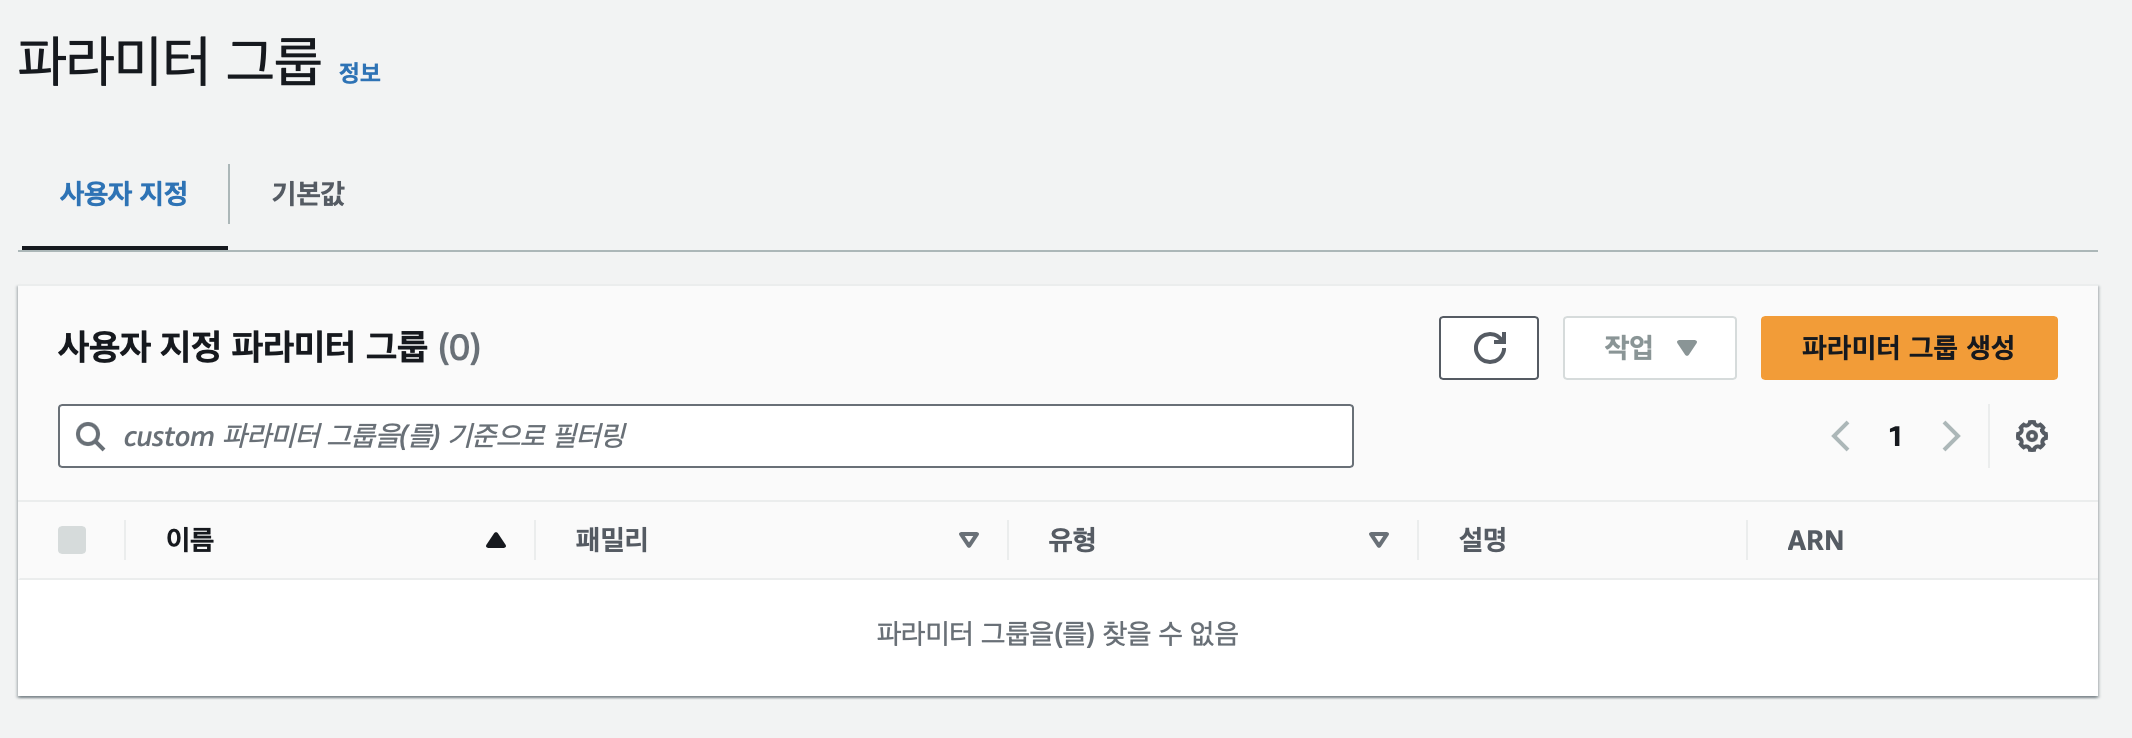 파라미터 그룹 정보
사용자 지정 기본값
사용자 지정 파라미터 그룹 (0) 작업 파라미터 그룹 생성
custom 파라미터 그룹을(를) 기준으로 필터링 1
이름 패밀리 유형 설명 ARN
파라미터 그룹을(를) 찾을 수 없음